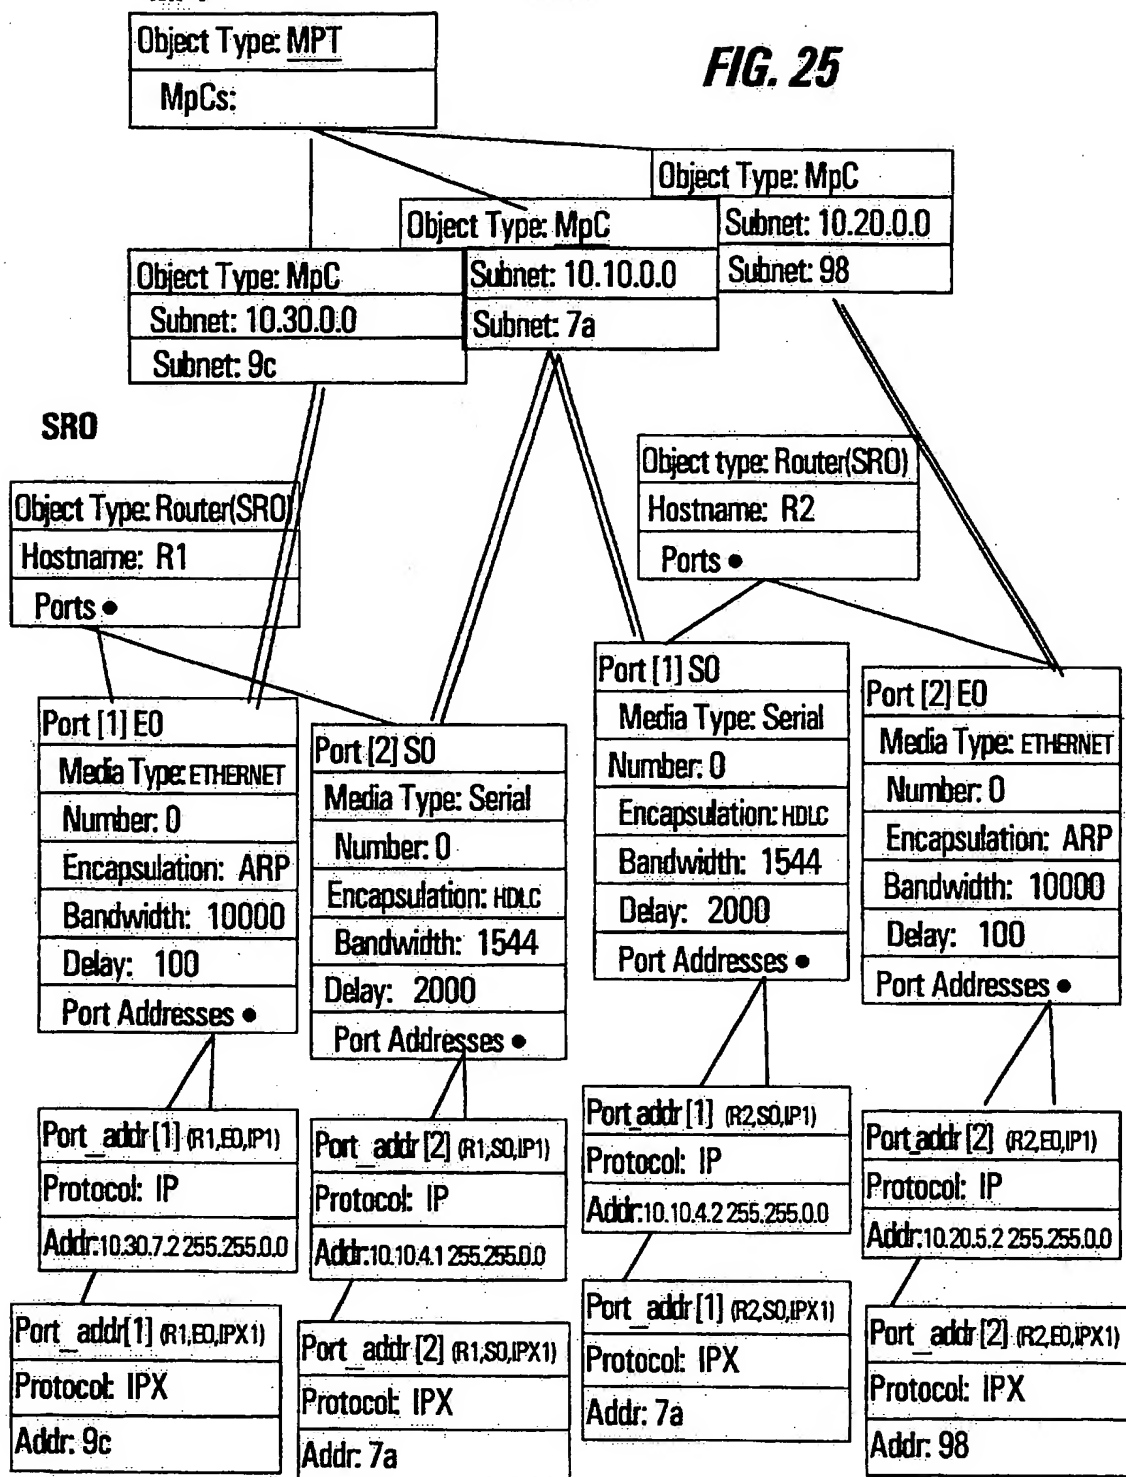 Object Type: MPT
MpCs:
FIG. 25
Object Type: MpC
Subnet: 10.20.0.0
Subnet: 98
Object Type: MpC
Subnet: 10.10.0.0
Subnet: 7a
Object Type: MpC
Subnet: 10.30.0.0
Subnet: 9c
SRO
Object Type: Router(SRO)
Hostname: R1
Ports •
Object type: Router(SRO)
Hostname: R2
Ports •
Port [1] E0
Media Type: ETHERNET
Number: 0
Encapsulation: ARP
Bandwidth: 10000
Delay: 100
Port Addresses •
Port [2] S0
Media Type: Serial
Number: 0
Encapsulation: HDLC
Bandwidth: 1544
Delay: 2000
Port Addresses •
Port [1] S0
Media Type: Serial
Number: 0
Encapsulation: HDLC
Bandwidth: 1544
Delay: 2000
Port Addresses •
Port [2] E0
Media Type: ETHERNET
Number: 0
Encapsulation: ARP
Bandwidth: 10000
Delay: 100
Port Addresses •
Port_addr [1] (R1,E0,IP1)
Protocol: IP
Addr:10.30.7.2 255.255.0.0
Port_addr [2] (R1,S0,IP1)
Protocol: IP
Addr:10.10.4.1 255.255.0.0
Port_addr [1] (R2,S0,IP1)
Protocol: IP
Addr:10.10.4.2 255.255.0.0
Port_addr [2] (R2,E0,IP1)
Protocol: IP
Addr:10.20.5.2 255.255.0.0
Port_addr[1] (R1,E0,IPX1)
Protocol: IPX
Addr: 9c
Port_addr [2] (R1,S0,IPX1)
Protocol: IPX
Addr: 7a
Port_addr [1] (R2,S0,IPX1)
Protocol: IPX
Addr: 7a
Port_addr [2] (R2,E0,IPX1)
Protocol: IPX
Addr: 98